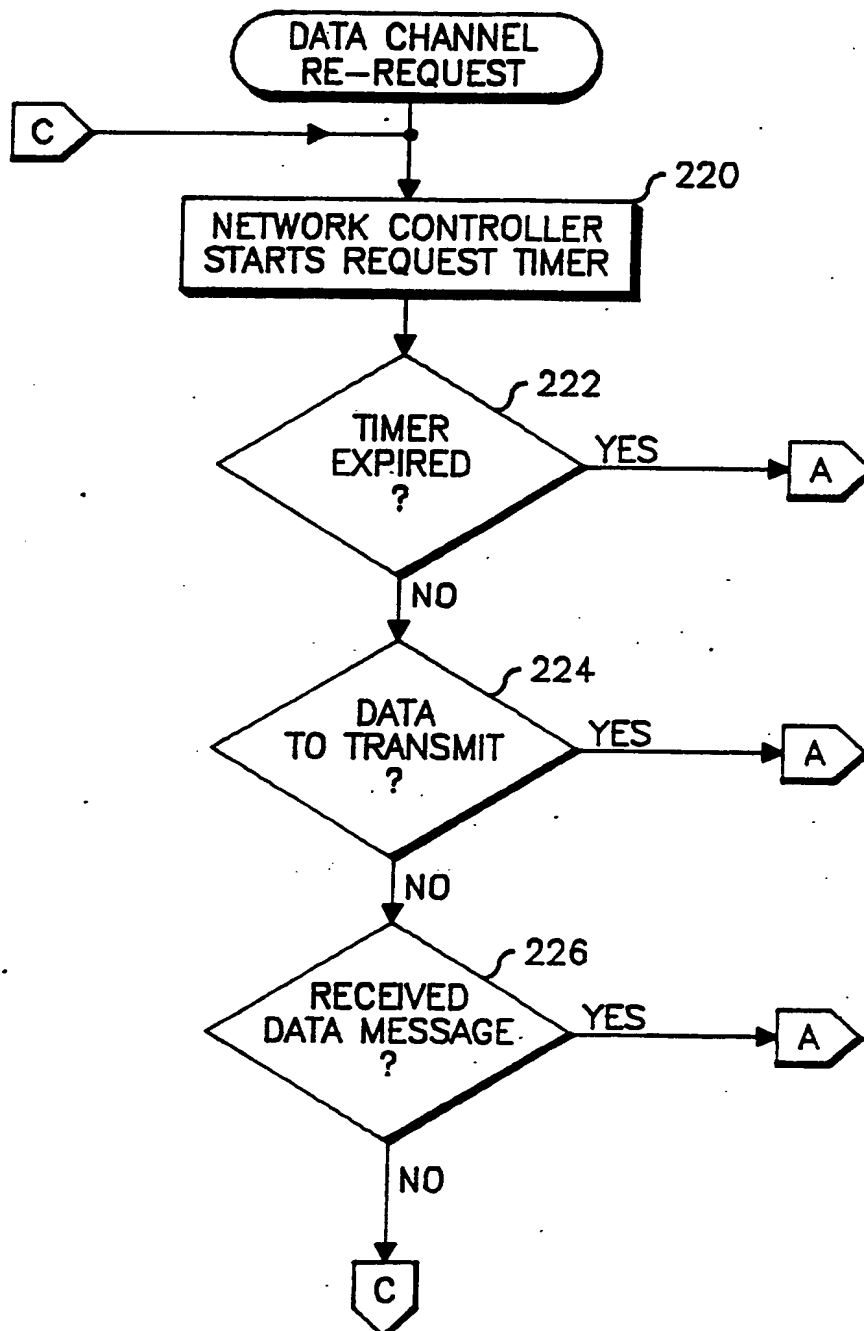 DATA CHANNEL
RE-REQUEST
C
220
NETWORK CONTROLLER
STARTS REQUEST TIMER
222
TIMER
EXPIRED
?
YES
A
NO
224
DATA
TO TRANSMIT
?
YES
A
NO
226
RECEIVED
DATA MESSAGE
?
YES
A
NO
C